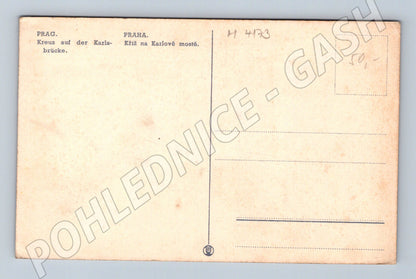 PRAG.
Kreuz auf der Karls-
brücke.
PRAHA.
Kříž na Karlově mostě.
M 4173
50,-
POHLEDNICE - GASH